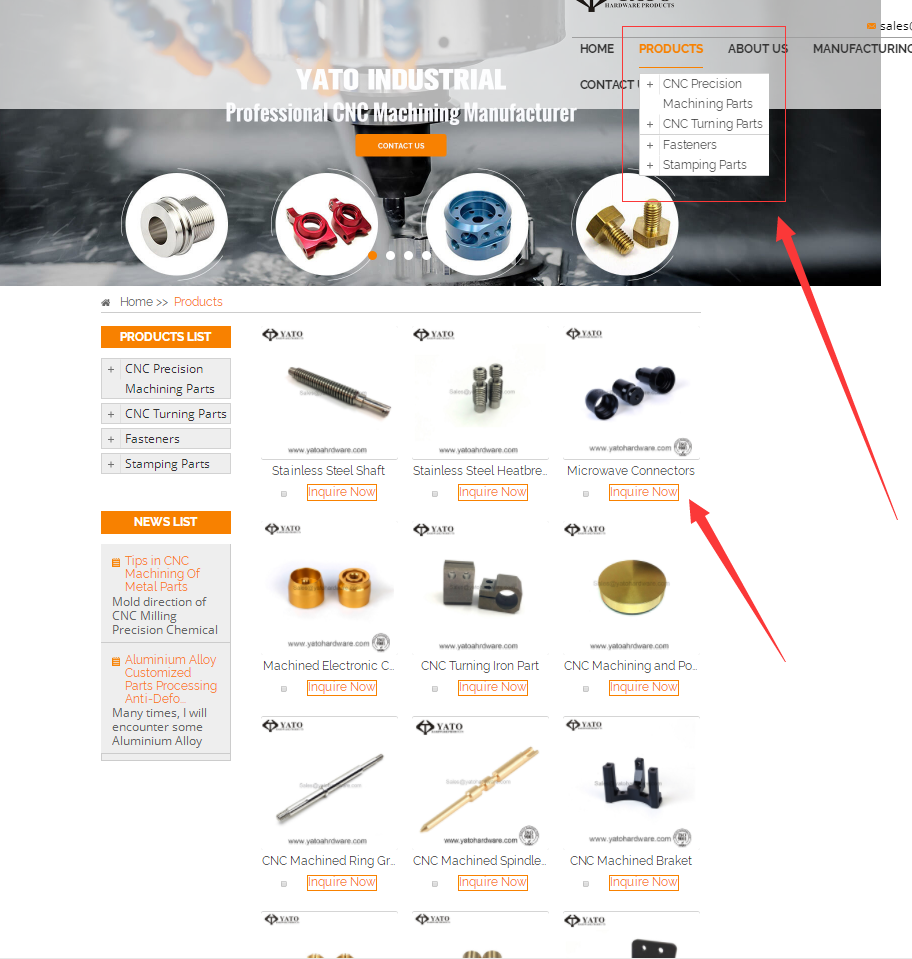 HARDWARE PRODUCTS
sales@
HOME PRODUCTS ABOUT US MANUFACTURING
CONTACT
+ CNC Precision
Machining Parts
+ CNC Turning Parts
+ Fasteners
+ Stamping Parts
YATO INDUSTRIAL
Professional CNC Machining Manufacturer
CONTACT US
Home >> Products
PRODUCTS LIST
+ CNC Precision
Machining Parts
+ CNC Turning Parts
+ Fasteners
+ Stamping Parts
NEWS LIST
Tips in CNC
Machining Of
Metal Parts
Mold direction of
CNC Milling
Precision Chemical
Aluminium Alloy
Customized
Parts Processing
Anti-Defo...
Many times, I will
encounter some
Aluminium Alloy
YATO YATO YATO
www.yatoahrdware.com www.yatoahrdware.com www.yatohardware.com
Stainless Steel Shaft Stainless Steel Heatbre... Microwave Connectors
Inquire Now Inquire Now Inquire Now
YATO YATO YATO
www.yatohardware.com www.yatoahrdware.com www.yatoahrdware.com
Machined Electronic C... CNC Turning Iron Part CNC Machining and Po...
Inquire Now Inquire Now Inquire Now
YATO YATO YATO
www.yatoahrdware.com www.yatohardware.com www.yatohardware.com
CNC Machined Ring Gr... CNC Machined Spindle... CNC Machined Braket
Inquire Now Inquire Now Inquire Now
YATO YATO YATO